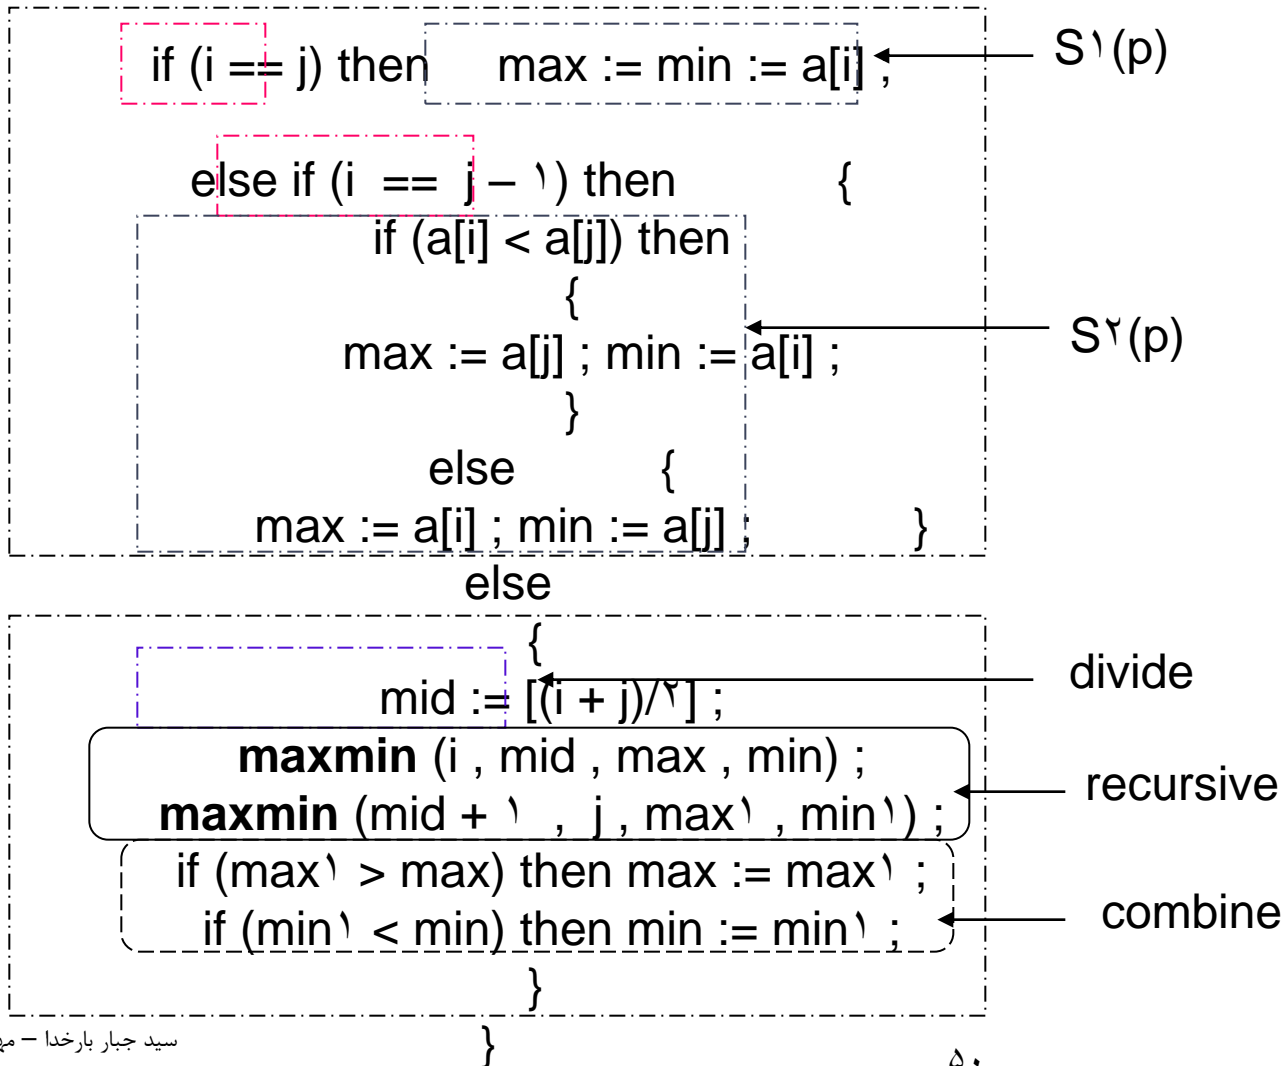 if (i == j) then max := min := a[i] ; S۱(p)
else if (i == j – ۱) then {
if (a[i] < a[j]) then
{
max := a[j] ; min := a[i] ; S۲(p)
}
else {
max := a[i] ; min := a[j] ; }
else
{
divide
mid := [(i + j)/۲] ;
maxmin (i , mid , max , min) ;
recursive
maxmin (mid + ۱ , j , max۱ , min۱) ;
if (max۱ > max) then max := max۱ ;
combine
if (min۱ < min) then min := min۱ ;
}
}
سید جبار بارخدا –
۵۰